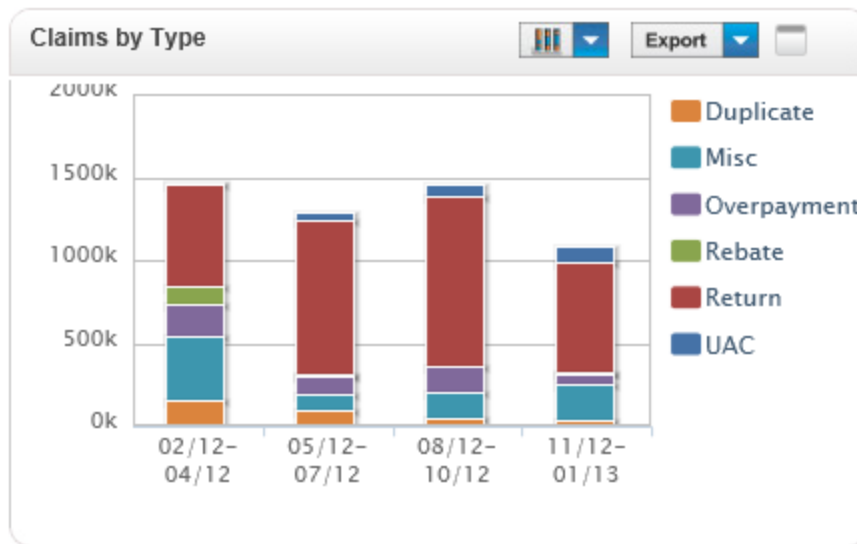 Claims by Type
Export
2000k
1500k
1000k
500k
0k
02/12-
04/12
05/12-
07/12
08/12-
10/12
11/12-
01/13
Duplicate
Misc
Overpayment
Rebate
Return
UAC